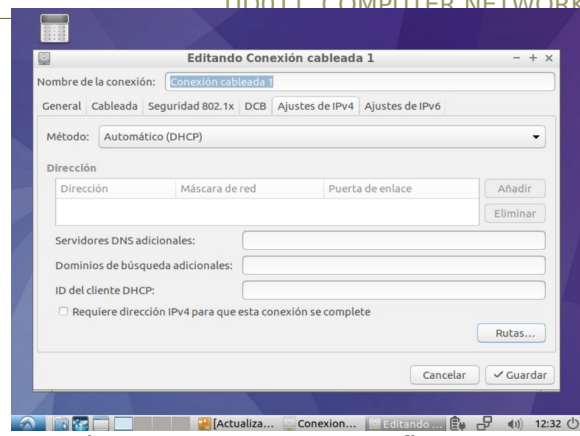 UD011. COMPUTER NETWORK
Editando Conexión cableada 1
Nombre de la conexión: Conexión cableada 1
General Cableada Seguridad 802.1x DCB Ajustes de IPv4 Ajustes de IPv6
Método: Automático (DHCP)
Dirección
Dirección Máscara de red Puerta de enlace Añadir
Eliminar
Servidores DNS adicionales:
Dominios de búsqueda adicionales:
ID del cliente DHCP:
Requiere dirección IPv4 para que esta conexión se complete
Rutas...
Cancelar Guardar
[Actualiza... Conexion... Editando ... 12:32